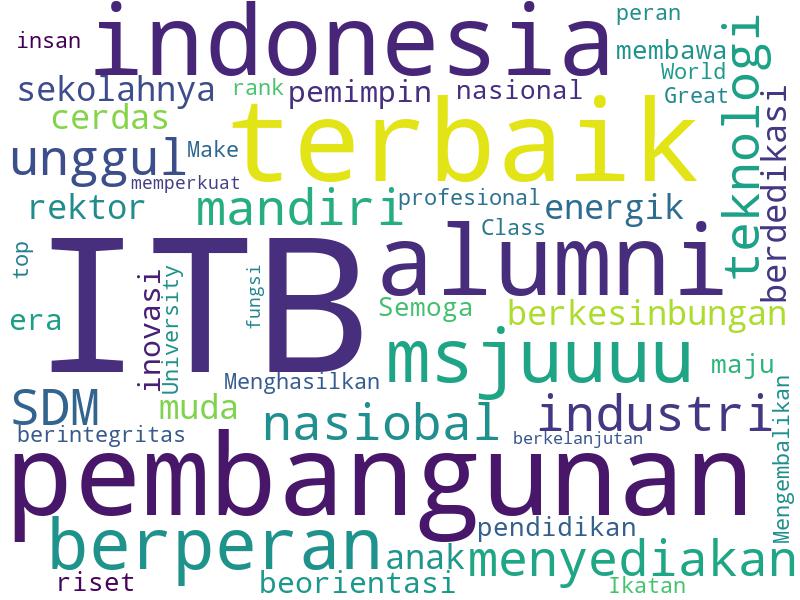 indonesia
peran
insan
membawa
World
teknologi
sekolahnya
rank
pemimpin
nasional
Great
berdedikasi
cerdas
terbaik
unggul
Make
memperkuat
rektor
mandiri
profesional
energik
Class
ITB
alumni
top
inovasi
University
fungsi
Semoga
berkesinbungan
era
msjuuuu
maju
Menghasilkan
Mengembalikan
SDM
muda
nasiobal
industri
berintegritas
berkelanjutan
pembangunan
berperan
pendidikan
anak
menyediakan
riset
beorientasi
Ikatan